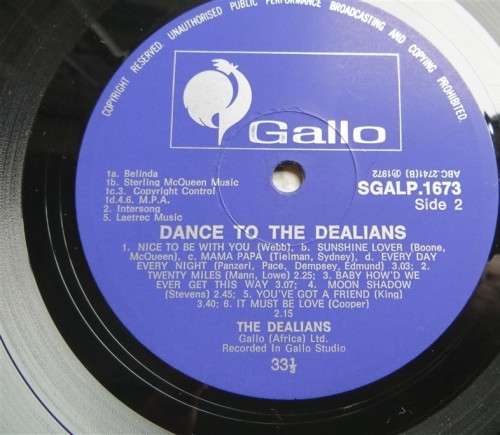 COPYRIGHT RESERVED. UNAUTHORISED PUBLIC PERFORMANCE BROADCASTING AND COPYING PROHIBITED.
Gallo
1a. Belinda
1b. Sterling McQueen Music
1c.3. Copyright Control
1d.4.6. M.P.A.
2. Intersong
5. Laetrec Music
ABC.2741(B) Ⓟ1972
SGALP.1673
Side 2
DANCE TO THE DEALIANS
1. NICE TO BE WITH YOU (Webb), b. SUNSHINE LOVER (Boone,
McQueen), c. MAMA PAPA (Tielman, Sydney), d. EVERY DAY
EVERY NIGHT (Panzeri, Pace, Dempsey, Edmund) 3.03; 2.
TWENTY MILES (Mann, Lowe) 2.25; 3. BABY HOW'D WE
EVER GET THIS WAY 3.07; 4. MOON SHADOW
(Stevens) 2.45; 5. YOU'VE GOT A FRIEND (King)
3.40; 6. IT MUST BE LOVE (Cooper)
2.15
THE DEALIANS
Gallo (Africa) Ltd.
Recorded in Gallo Studio
33⅓